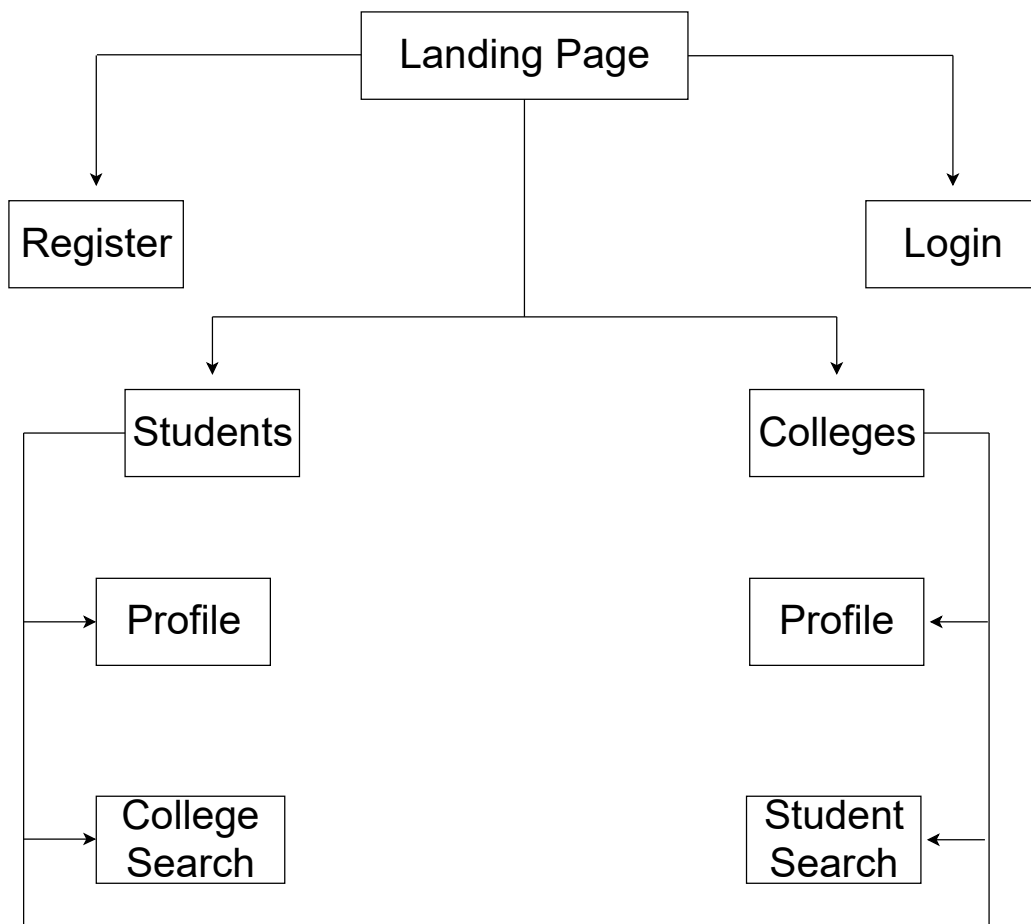 Landing Page
Register
Login
Students
Colleges
Profile
Profile
College
Search
Student
Search